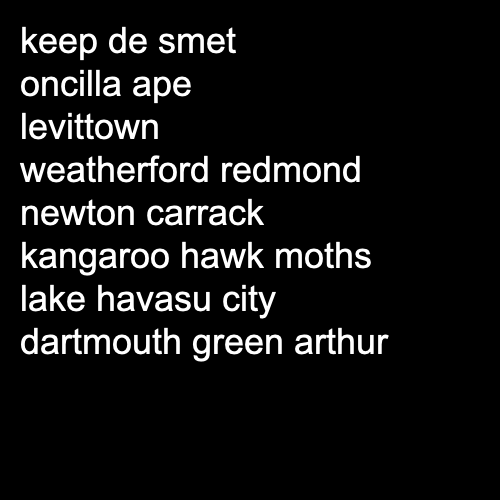 keep de smet
oncilla ape
levittown
weatherford redmond
newton carrack
kangaroo hawk moths
lake havasu city
dartmouth green arthur